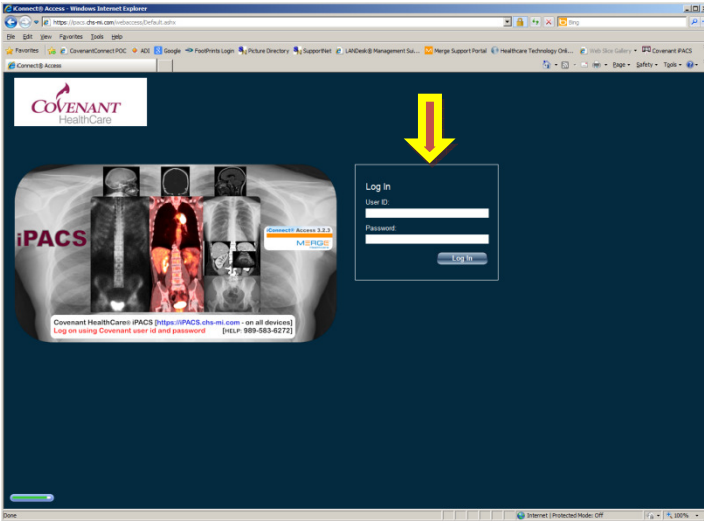 iConnect® Access - Windows Internet Explorer
https://ipacs.chs-mi.com/webaccess/Default.ashx
Bing
File Edit View Favorites Tools Help
Favorites CovenantConnect POC ADI Google FootPrints Login Picture Directory SupportNet LANDesk® Management Sui... Merge Support Portal Healthcare Technology Onli... Web Slice Gallery Covenant iPACS
iConnect® Access
Page Safety Tools
COVENANT
HealthCare
Log In
User ID:
Password:
Log In
iPACS
iConnect® Access 3.2.3
MERGE
Covenant HealthCare® iPACS [https://iPACS.chs-mi.com - on all devices]
Log on using Covenant user id and password [HELP: 989-583-6272]
Done
Internet | Protected Mode: Off
100%